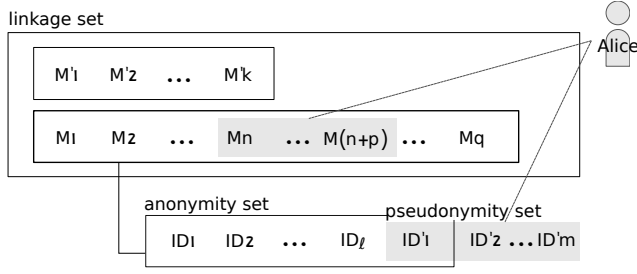 linkage set
Alice
M'1 M'2 ... M'k
M1 M2 ... Mn ... M(n+p) ... Mq
anonymity set
pseudonymity set
ID1 ID2 ... IDℓ ID'1 ID'2 ... ID'm